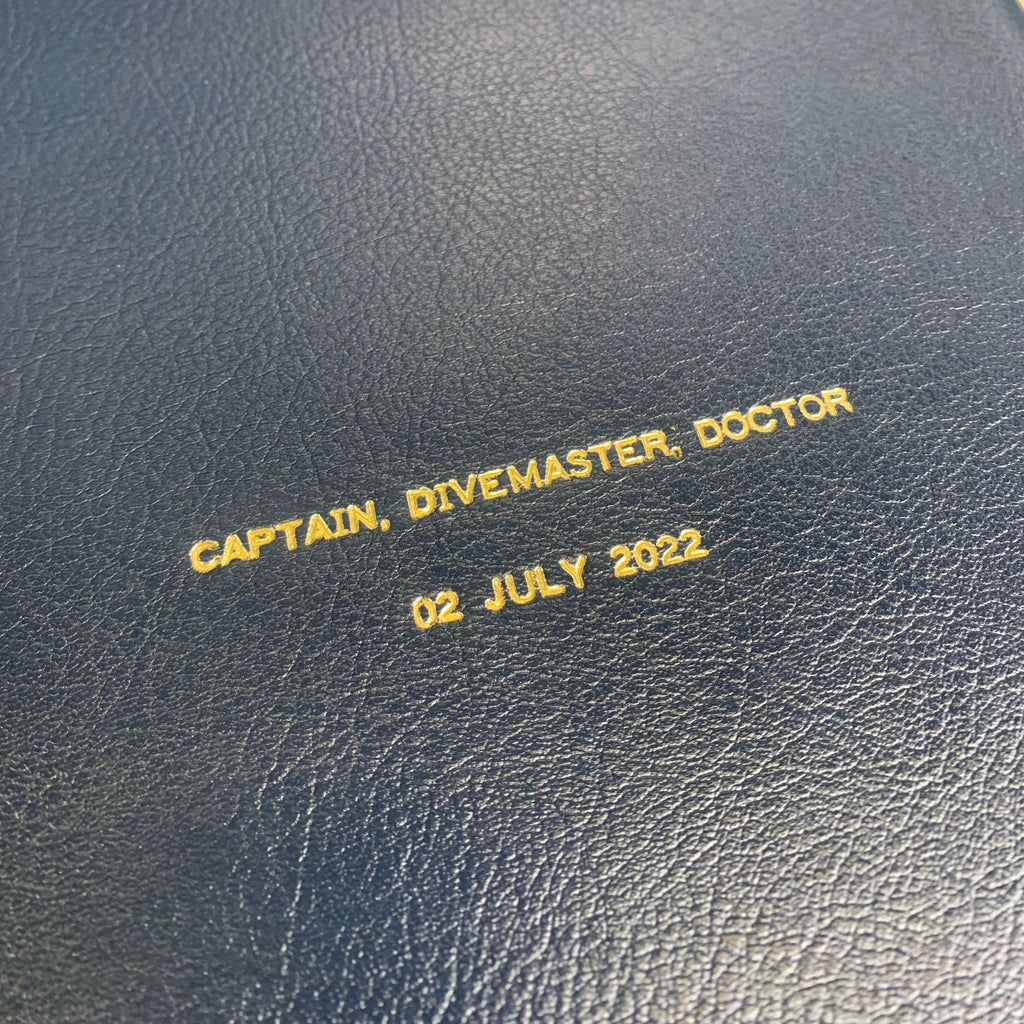 CAPTAIN, DIVEMASTER, DOCTOR
02 JULY 2022